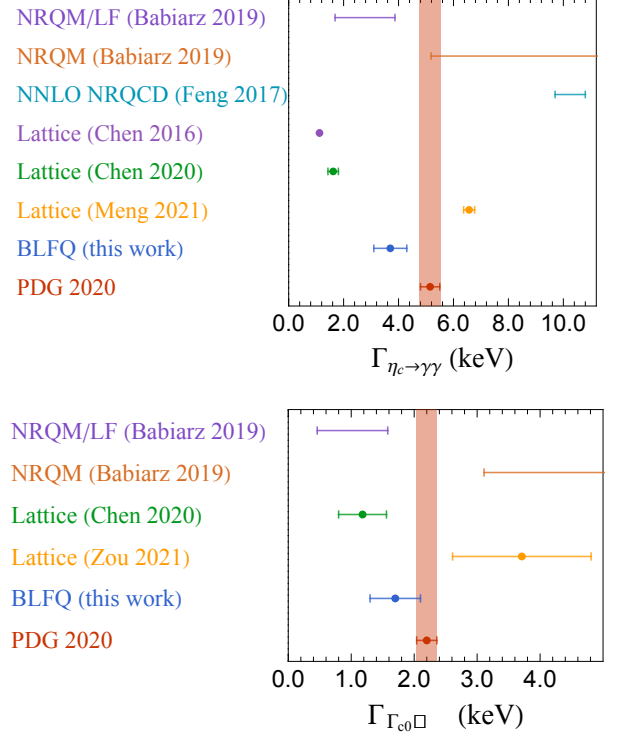 NRQM/LF (Babiarz 2019)
NRQM (Babiarz 2019)
NNLO NRQCD (Feng 2017)
Lattice (Chen 2016)
Lattice (Chen 2020)
Lattice (Meng 2021)
BLFQ (this work)
PDG 2020
0.0 2.0 4.0 6.0 8.0 10.0
Γηc→γγ (keV)
NRQM/LF (Babiarz 2019)
NRQM (Babiarz 2019)
Lattice (Chen 2020)
Lattice (Zou 2021)
BLFQ (this work)
PDG 2020
0.0 1.0 2.0 3.0 4.0
ΓΓc0□ (keV)